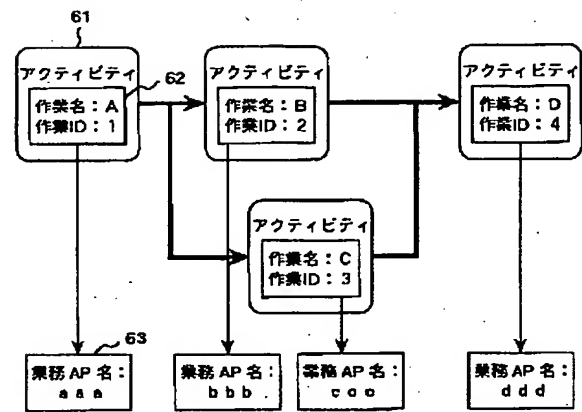 61
アクティビティ
62
作業名：A
作業ID：1
アクティビティ
作業名：B
作業ID：2
アクティビティ
作業名：D
作業ID：4
アクティビティ
作業名：C
作業ID：3
63
業務AP名：
aaa
業務AP名：
bbb
業務AP名：
ccc
業務AP名：
ddd